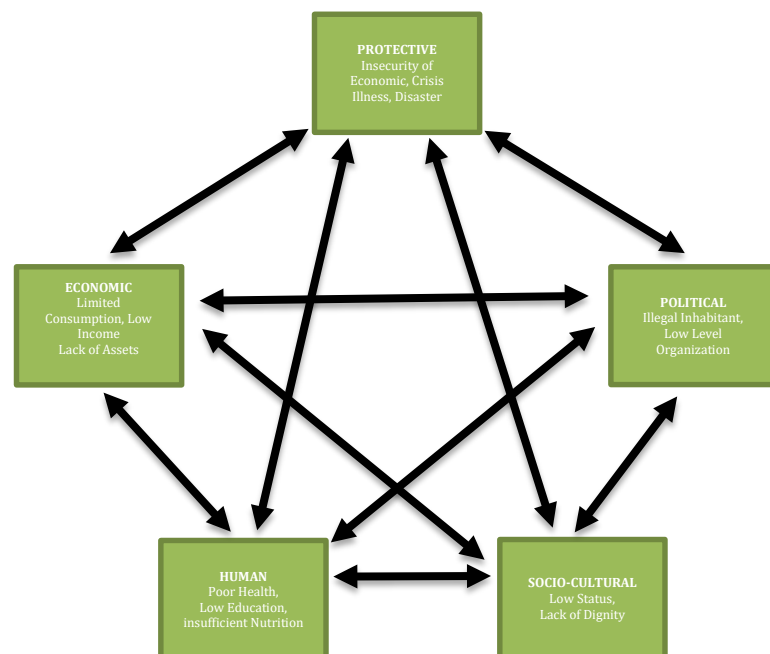 PROTECTIVE
Insecurity of
Economic, Crisis
Illness, Disaster
ECONOMIC
Limited
Consumption, Low
Income
Lack of Assets
POLITICAL
Illegal Inhabitant,
Low Level
Organization
HUMAN
Poor Health,
Low Education,
insufficient Nutrition
SOCIO-CULTURAL
Low Status,
Lack of Dignity